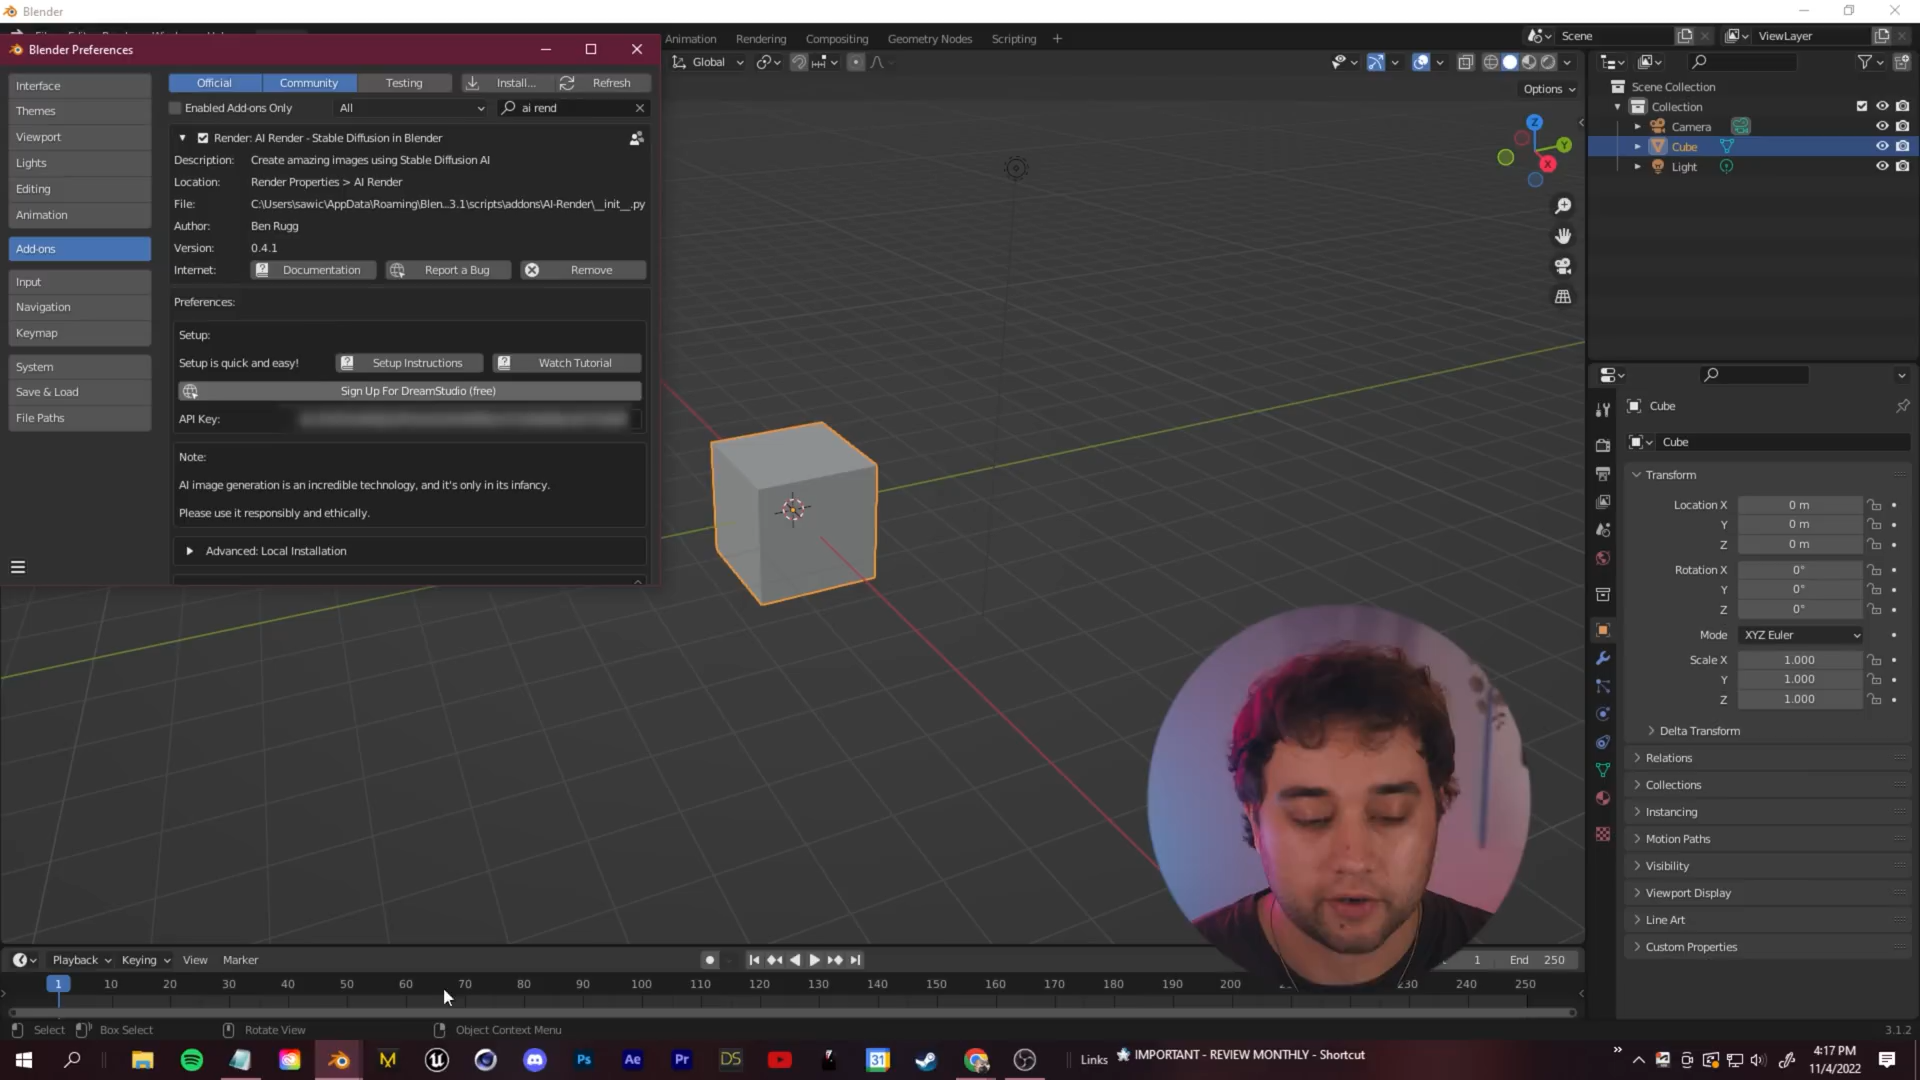 Blender
Animation Rendering Compositing Geometry Nodes Scripting
Scene ViewLayer
Blender Preferences
Global
Options
Interface
Themes
Viewport
Lights
Editing
Animation
Add-ons
Input
Navigation
Keymap
System
Save & Load
File Paths
Official Community Testing Install... Refresh
Enabled Add-ons Only All ai rend
Render: AI Render - Stable Diffusion in Blender
Description: Create amazing images using Stable Diffusion AI
Location: Render Properties > AI Render
File: C:\Users\sawic\AppData\Roaming\Blen...3.1\scripts\addons\AI-Render\__init__.py
Author: Ben Rugg
Version: 0.4.1
Internet: Documentation Report a Bug Remove
Preferences:
Setup:
Setup is quick and easy! Setup Instructions Watch Tutorial
Sign Up For DreamStudio (free)
API Key:
Note:
AI image generation is an incredible technology, and it's only in its infancy.
Please use it responsibly and ethically.
Advanced: Local Installation
Z
Y
X
Scene Collection
Collection
Camera
Cube
Light
Cube
Cube
Transform
Location X 0 m
Y 0 m
Z 0 m
Rotation X 0°
Y 0°
Z 0°
Mode XYZ Euler
Scale X 1.000
Y 1.000
Z 1.000
Delta Transform
Relations
Collections
Instancing
Motion Paths
Visibility
Viewport Display
Line Art
Custom Properties
Playback Keying View Marker
1 End 250
1 10 20 30 40 50 60 70 80 90 100 110 120 130 140 150 160 170 180 190 200 230 240 250
Select Box Select Rotate View Object Context Menu
3.1.2
Ps Ae Pr DS 31
Links IMPORTANT - REVIEW MONTHLY - Shortcut
4:17 PM
11/4/2022